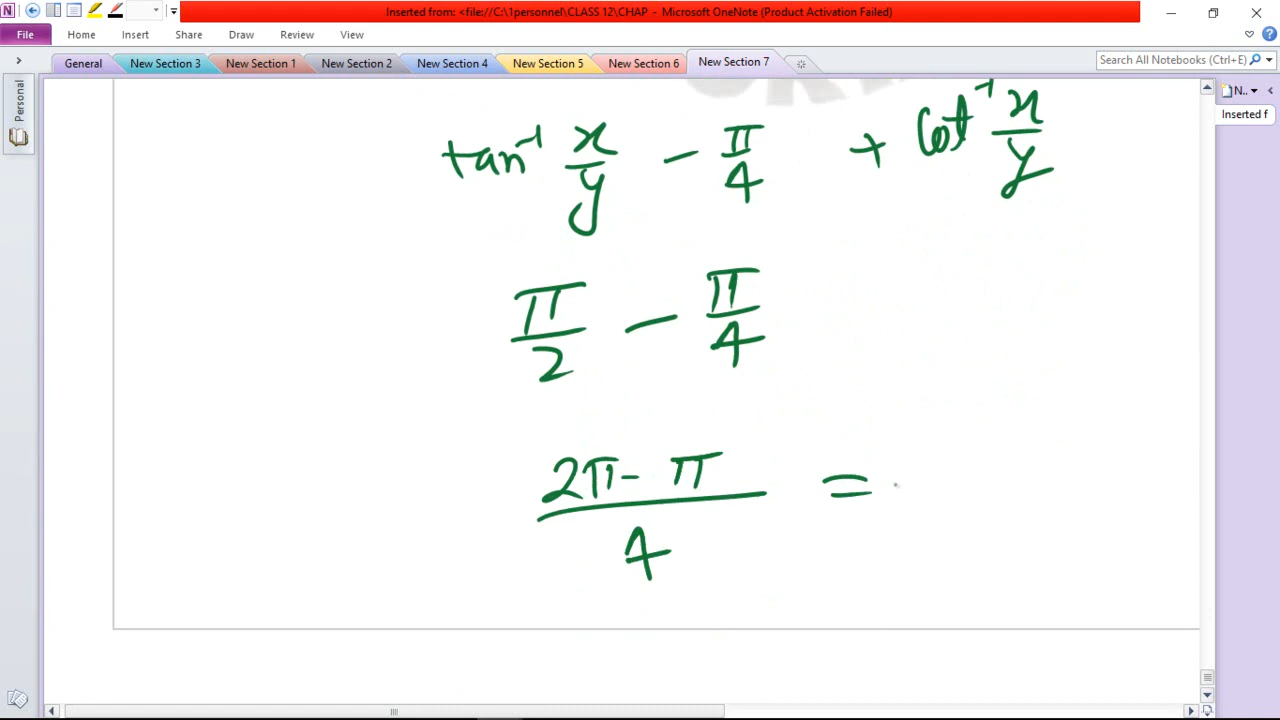 Inserted from: <file://C:\1personnel\CLASS 12\CHAP - Microsoft OneNote (Product Activation Failed)
File Home Insert Share Draw Review View
General New Section 3 New Section 1 New Section 2 New Section 4 New Section 5 New Section 6 New Section 7 Search All Notebooks (Ctrl+E)
Personal
N..
Inserted f
tan⁻¹ x/y - π/4 + Cot⁻¹ x/y
π/2 - π/4
(2π - π)/4 =